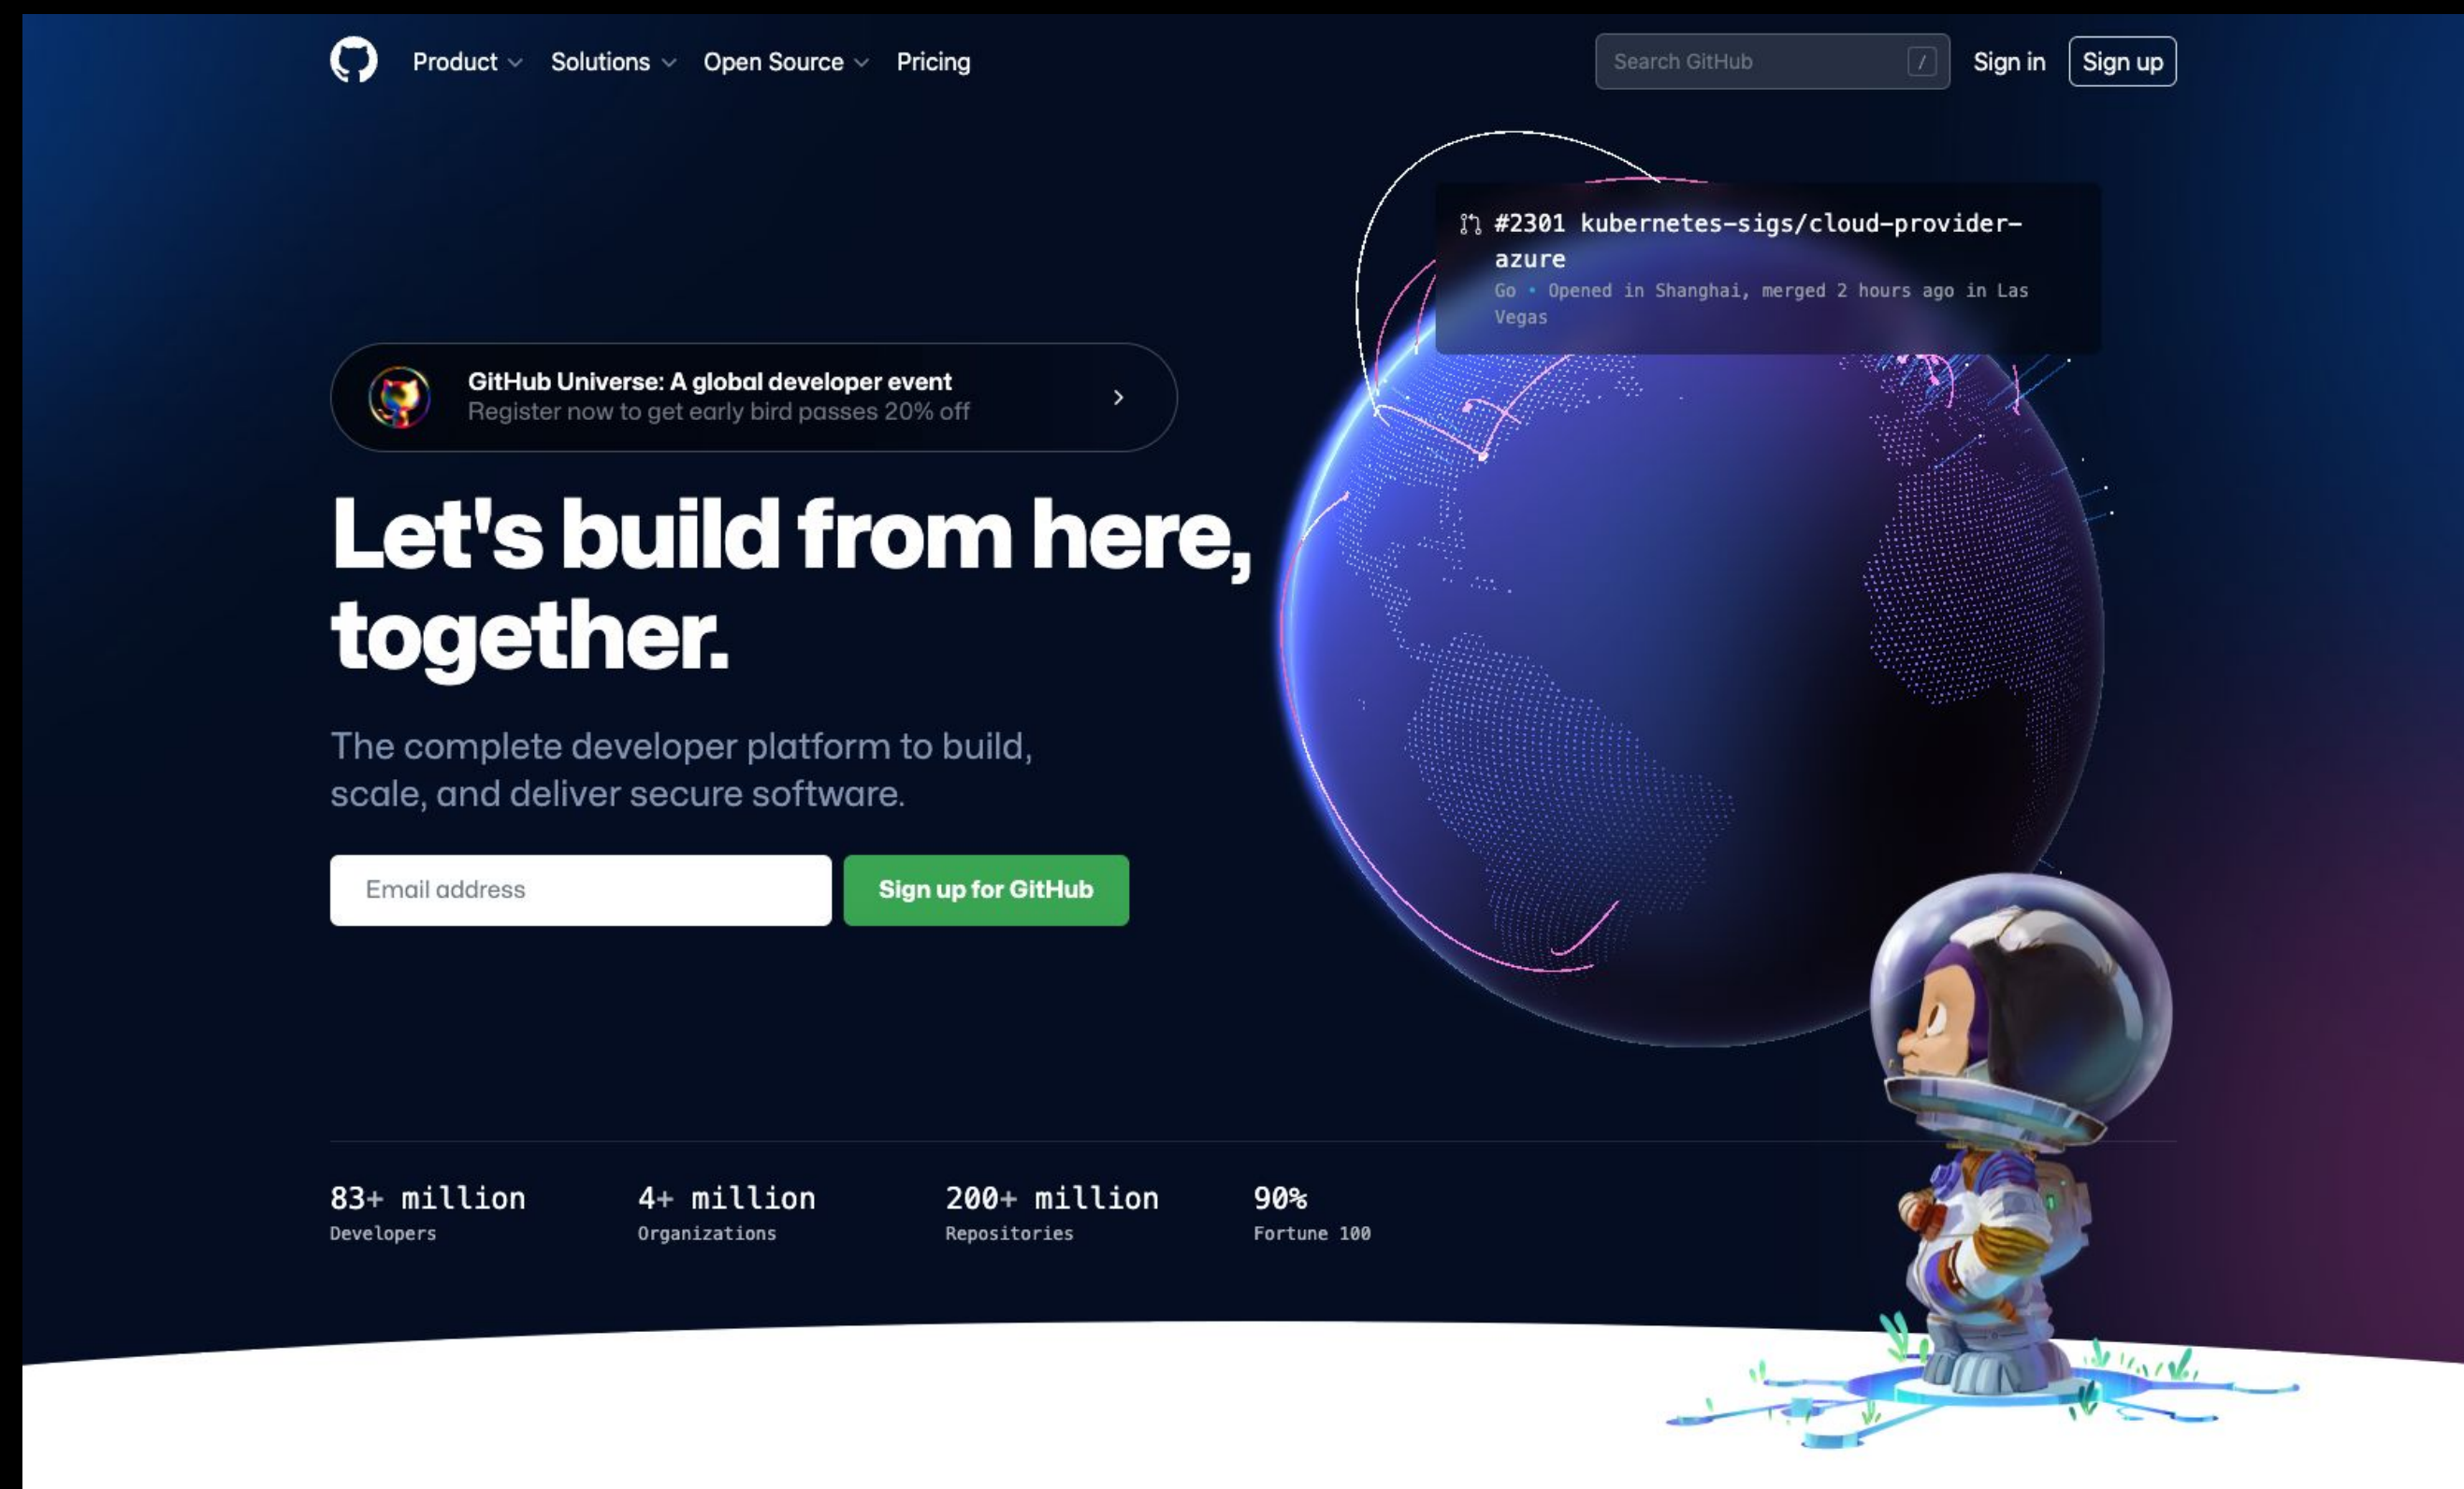 Product
Solutions
Open Source
Pricing
Search GitHub
/
Sign in
Sign up
#2301 kubernetes-sigs/cloud-provider-
azure
Go • Opened in Shanghai, merged 2 hours ago in Las
Vegas
GitHub Universe: A global developer event
Register now to get early bird passes 20% off
Let's build from here,
together.
The complete developer platform to build,
scale, and deliver secure software.
Email address
Sign up for GitHub
83+ million
Developers
4+ million
Organizations
200+ million
Repositories
90%
Fortune 100